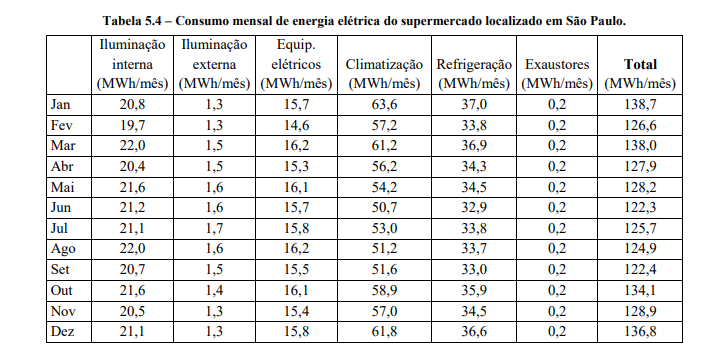 Tabela 5.4 – Consumo mensal de energia elétrica do supermercado localizado em São Paulo.
Iluminação interna (MWh/mês) Iluminação externa (MWh/mês) Equip. elétricos (MWh/mês) Climatização (MWh/mês) Refrigeração (MWh/mês) Exaustores (MWh/mês) Total (MWh/mês)
Jan 20,8 1,3 15,7 63,6 37,0 0,2 138,7
Fev 19,7 1,3 14,6 57,2 33,8 0,2 126,6
Mar 22,0 1,5 16,2 61,2 36,9 0,2 138,0
Abr 20,4 1,5 15,3 56,2 34,3 0,2 127,9
Mai 21,6 1,6 16,1 54,2 34,5 0,2 128,2
Jun 21,2 1,6 15,7 50,7 32,9 0,2 122,3
Jul 21,1 1,7 15,8 53,0 33,8 0,2 125,7
Ago 22,0 1,6 16,2 51,2 33,7 0,2 124,9
Set 20,7 1,5 15,5 51,6 33,0 0,2 122,4
Out 21,6 1,4 16,1 58,9 35,9 0,2 134,1
Nov 20,5 1,3 15,4 57,0 34,5 0,2 128,9
Dez 21,1 1,3 15,8 61,8 36,6 0,2 136,8